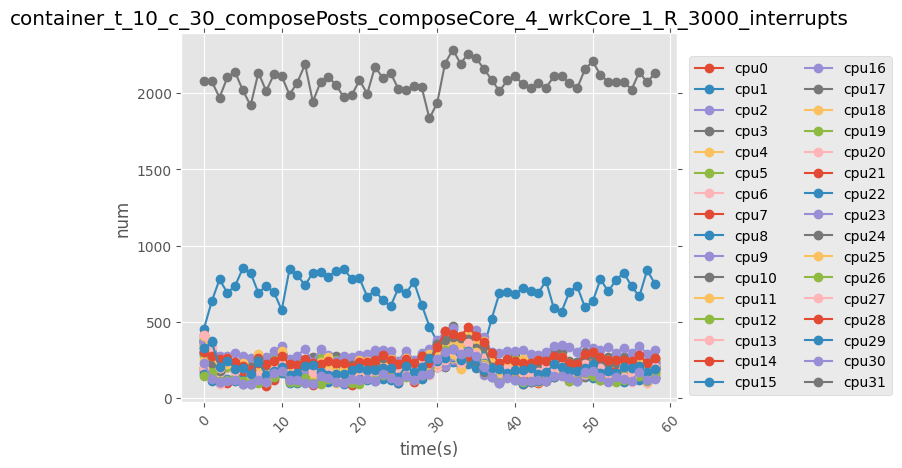 container_t_10_c_30_composePosts_composeCore_4_wrkCore_1_R_3000_interrupts
num
2000
1500
1000
500
0
0
10
20
30
40
50
60
time(s)
cpu0
cpu1
cpu2
cpu3
cpu4
cpu5
cpu6
cpu7
cpu8
cpu9
cpu10
cpu11
cpu12
cpu13
cpu14
cpu15
cpu16
cpu17
cpu18
cpu19
cpu20
cpu21
cpu22
cpu23
cpu24
cpu25
cpu26
cpu27
cpu28
cpu29
cpu30
cpu31